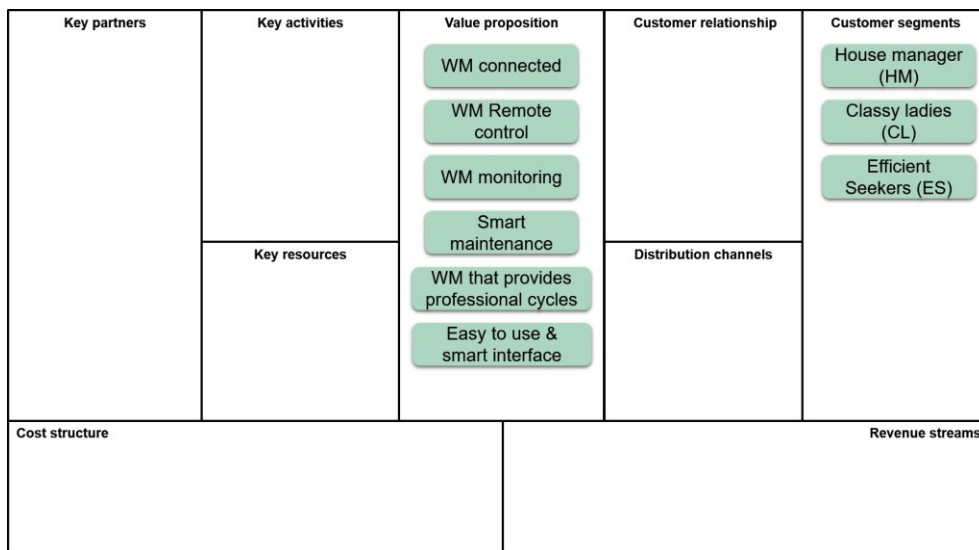 Key partners
Key activities
Value proposition
Customer relationship
Customer segments
WM connected
WM Remote
control
WM monitoring
Smart
maintenance
WM that provides
professional cycles
Easy to use &
smart interface
House manager
(HM)
Classy ladies
(CL)
Efficient
Seekers (ES)
Key resources
Distribution channels
Cost structure
Revenue streams